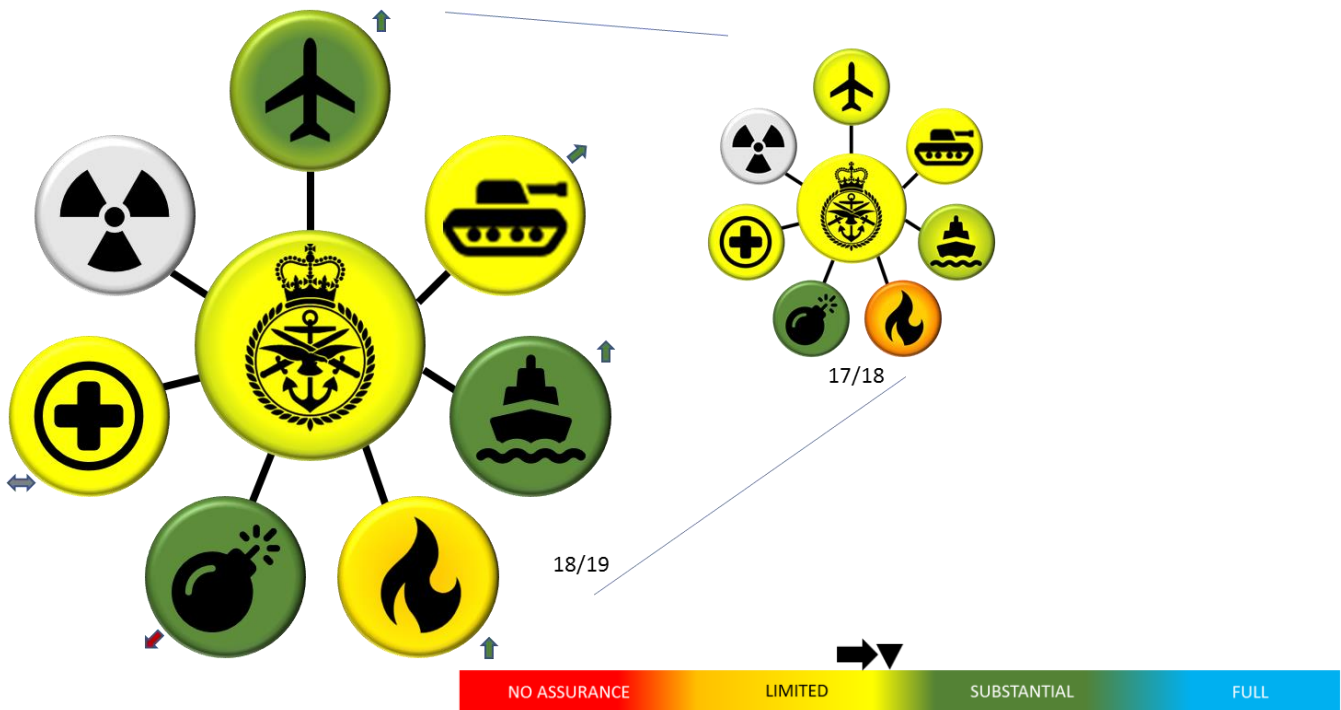 17/18
18/19
NO ASSURANCE
LIMITED
SUBSTANTIAL
FULL